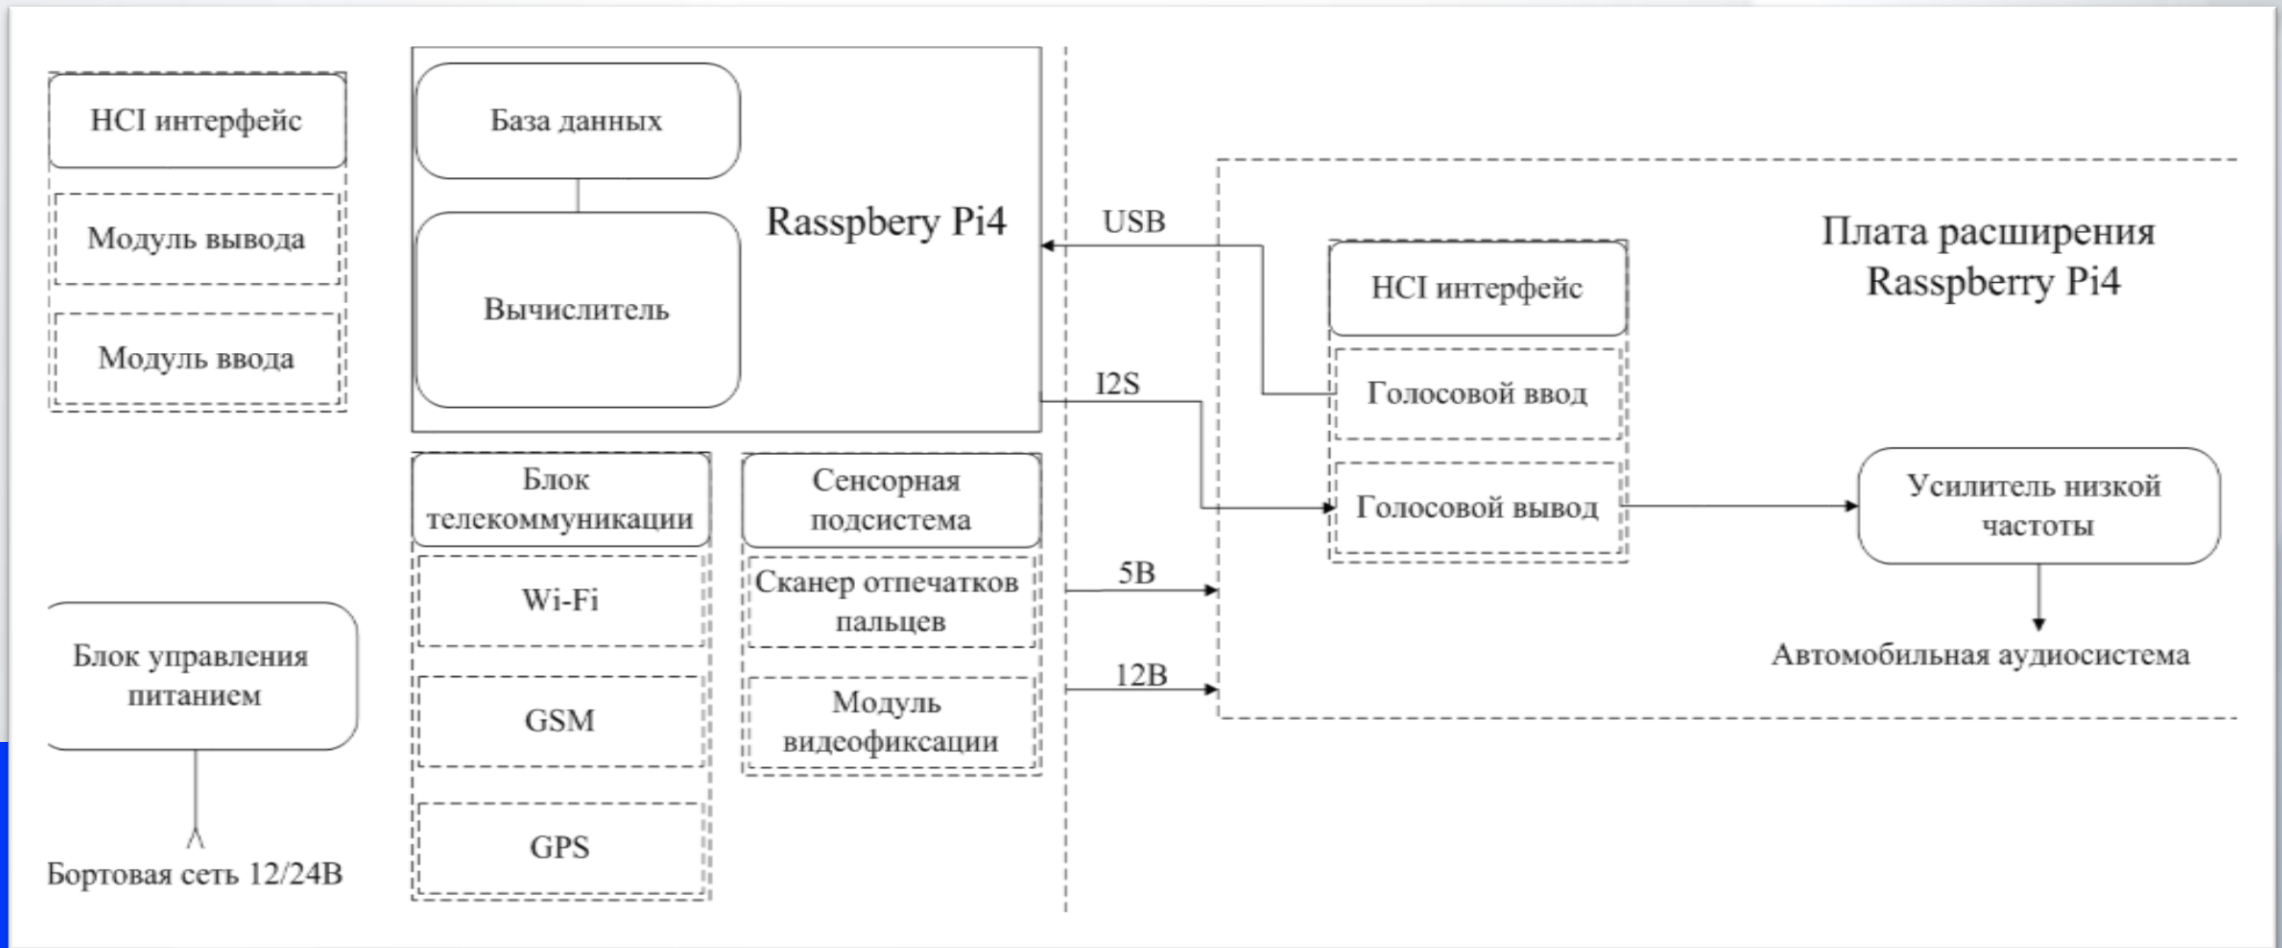 HCI интерфейс
Модуль вывода
Модуль ввода
Блок управления
питанием
Бортовая сеть 12/24В
База данных
Вычислитель
Rasspbery Pi4
Блок
телекоммуникации
Wi-Fi
GSM
GPS
Сенсорная
подсистема
Сканер отпечатков
пальцев
Модуль
видеофиксации
USB
I2S
5В
12В
HCI интерфейс
Голосовой ввод
Голосовой вывод
Плата расширения
Rasspberry Pi4
Усилитель низкой
частоты
Автомобильная аудиосистема